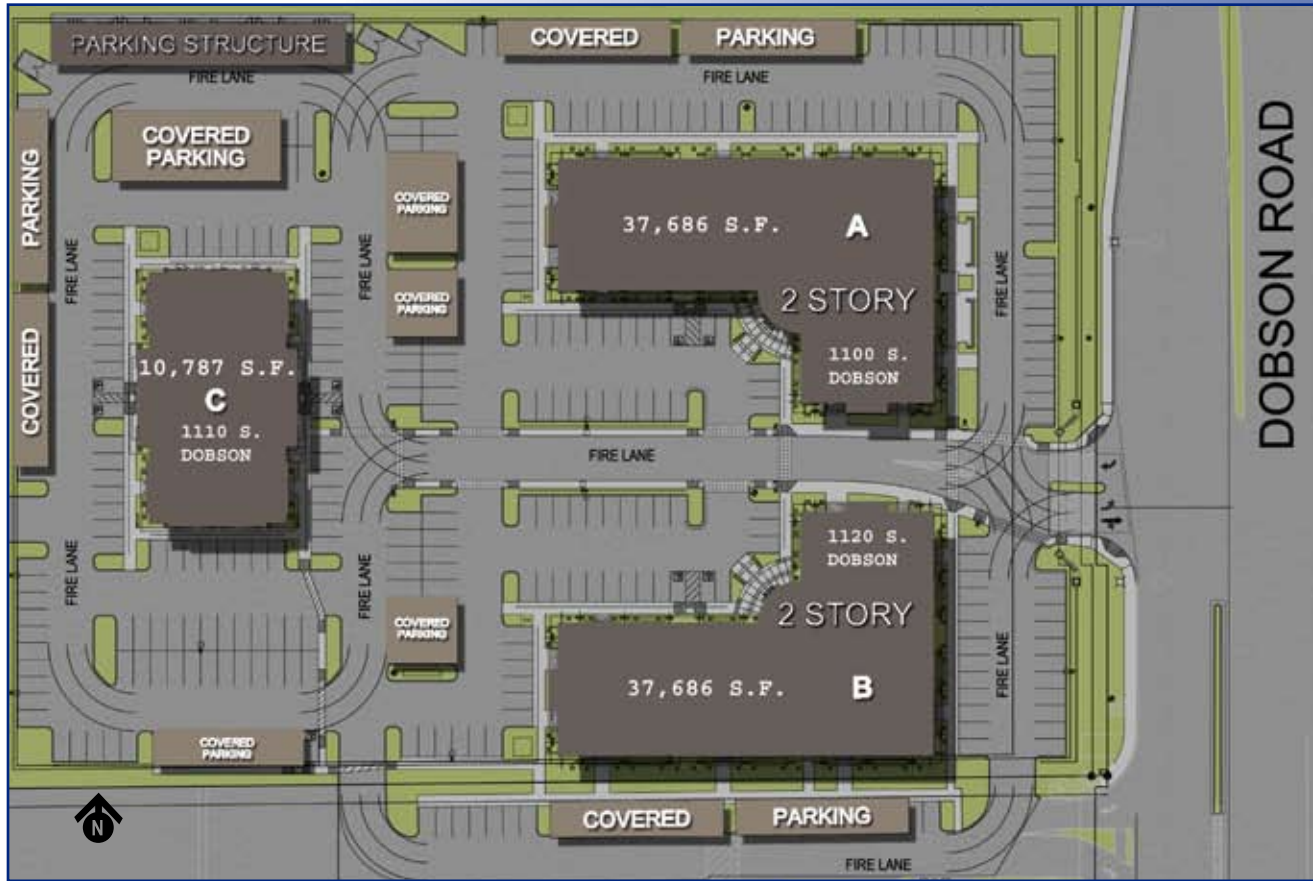 PARKING STRUCTURE
COVERED
PARKING
FIRE LANE
FIRE LANE
COVERED
PARKING
PARKING
COVERED
PARKING
37,686 S.F.
A
2 STORY
1100 S.
DOBSON
DOBSON ROAD
FIRE LANE
FIRE LANE
FIRE LANE
COVERED
PARKING
COVERED
10,787 S.F.
C
1110 S.
DOBSON
FIRE LANE
1120 S.
DOBSON
2 STORY
37,686 S.F.
B
FIRE LANE
FIRE LANE
COVERED
PARKING
FIRE LANE
COVERED
PARKING
COVERED
PARKING
FIRE LANE
N